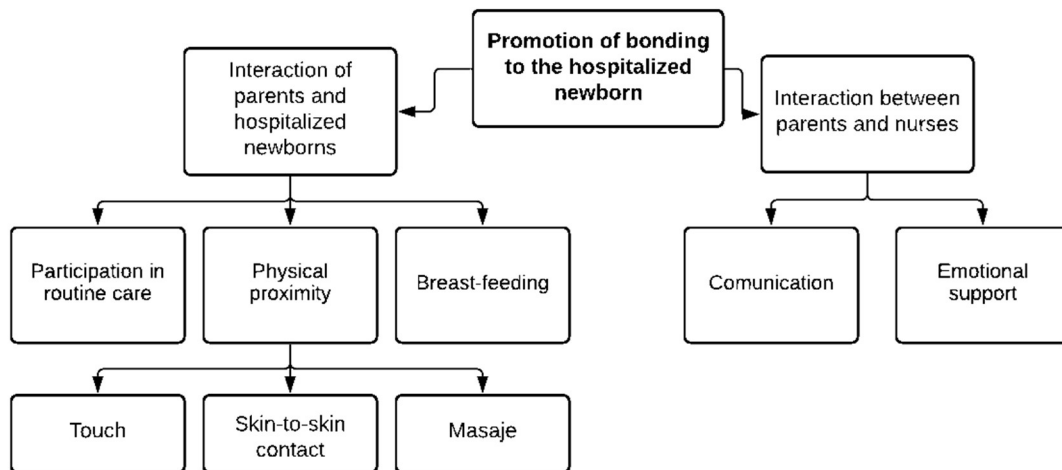 Promotion of bonding
to the hospitalized
newborn
Interaction of
parents and
hospitalized
newborns
Interaction between
parents and nurses
Participation in
routine care
Physical
proximity
Breast-feeding
Comunication
Emotional
support
Touch
Skin-to-skin
contact
Masaje